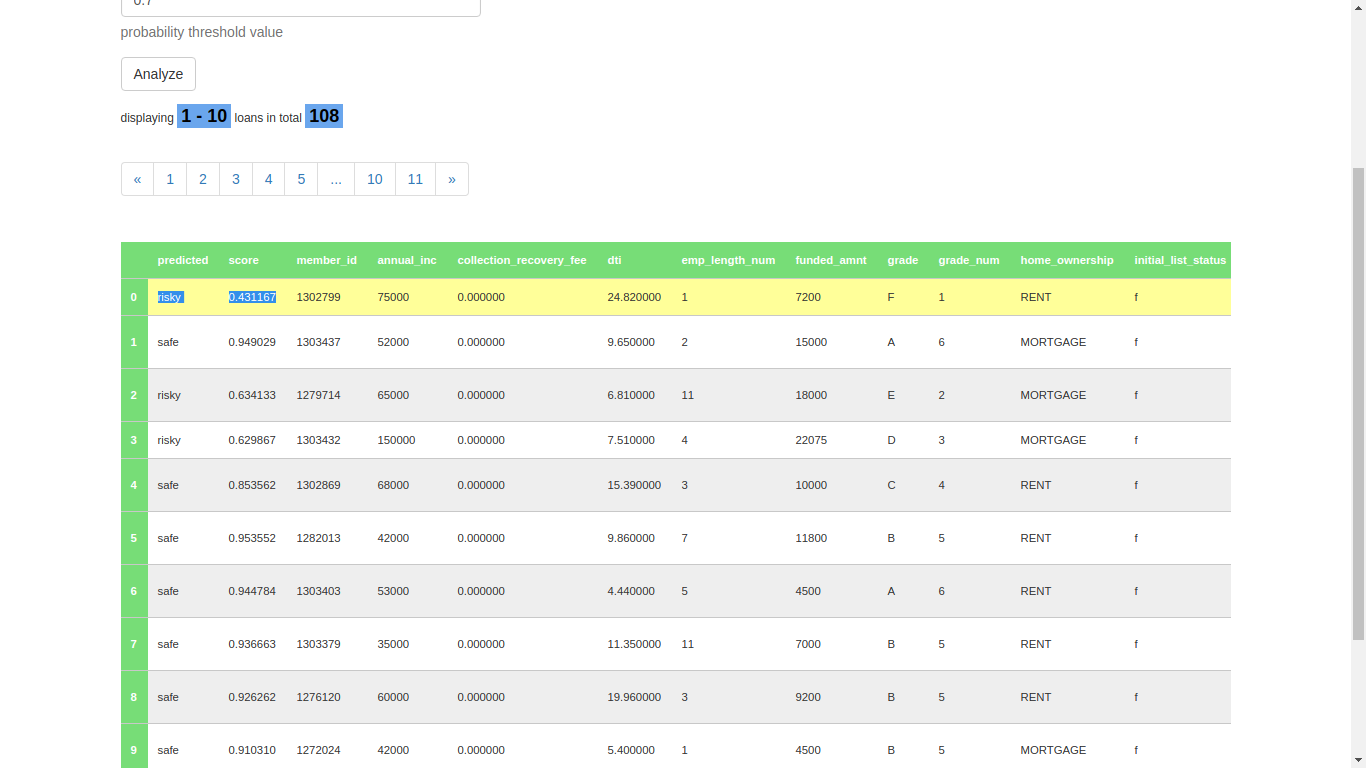 0.7
probability threshold value
Analyze
displaying 1 - 10 loans in total 108
« 1 2 3 4 5 ... 10 11 »
predicted score member_id annual_inc collection_recovery_fee dti emp_length_num funded_amnt grade grade_num home_ownership initial_list_status
0 risky 0.431167 1302799 75000 0.000000 24.820000 1 7200 F 1 RENT f
1 safe 0.949029 1303437 52000 0.000000 9.650000 2 15000 A 6 MORTGAGE f
2 risky 0.634133 1279714 65000 0.000000 6.810000 11 18000 E 2 MORTGAGE f
3 risky 0.629867 1303432 150000 0.000000 7.510000 4 22075 D 3 MORTGAGE f
4 safe 0.853562 1302869 68000 0.000000 15.390000 3 10000 C 4 RENT f
5 safe 0.953552 1282013 42000 0.000000 9.860000 7 11800 B 5 RENT f
6 safe 0.944784 1303403 53000 0.000000 4.440000 5 4500 A 6 RENT f
7 safe 0.936663 1303379 35000 0.000000 11.350000 11 7000 B 5 RENT f
8 safe 0.926262 1276120 60000 0.000000 19.960000 3 9200 B 5 RENT f
9 safe 0.910310 1272024 42000 0.000000 5.400000 1 4500 B 5 MORTGAGE f